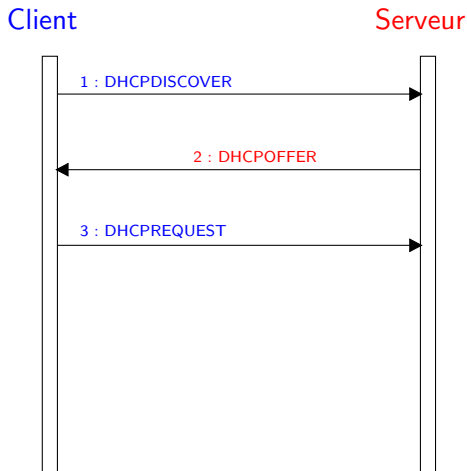 Client
Serveur
1 : DHCPDISCOVER
2 : DHCPOFFER
3 : DHCPREQUEST